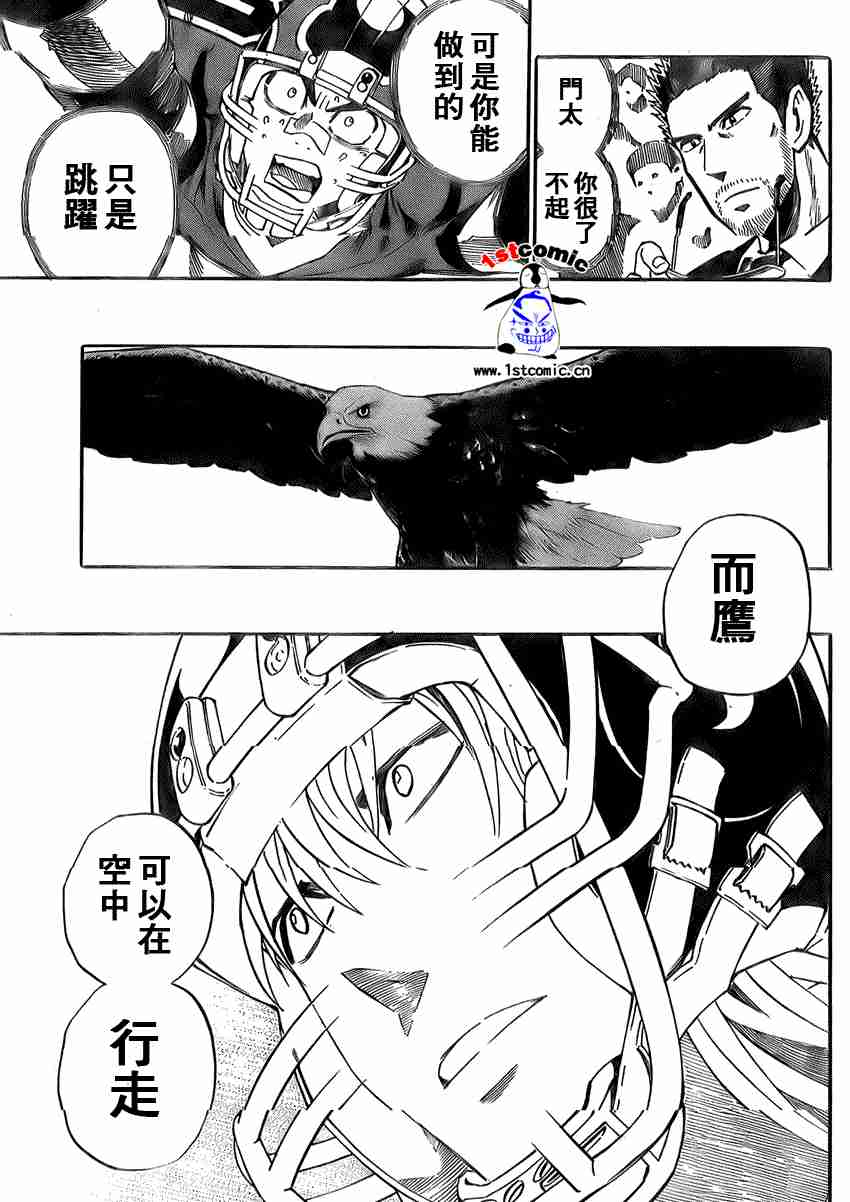 門太
你很了
不起
可是你能
做到的
只是
跳躍
1stcomic
www.1stcomic.cn
而鷹
可以在
空中
行走